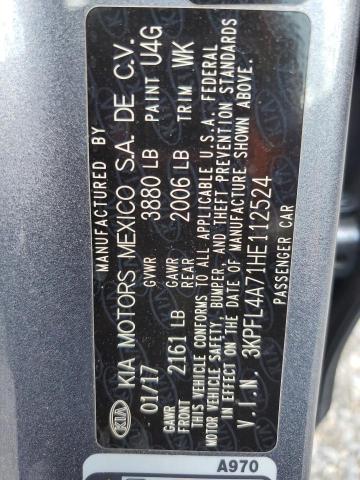 MANUFACTURED BY
KIA KIA MOTORS MEXICO S.A. DE C.V.
01/17 GVWR 3880 LB PAINT U4G
GAWR FRONT 2161 LB GAWR REAR 2006 LB TRIM WK
THIS VEHICLE CONFORMS TO ALL APPLICABLE U.S.A. FEDERAL
MOTOR VEHICLE SAFETY, BUMPER, AND THEFT PREVENTION STANDARDS
IN EFFECT ON THE DATE OF MANUFACTURE SHOWN ABOVE.
V.I.N. 3KPFL4A71HE112524
PASSENGER CAR
A970